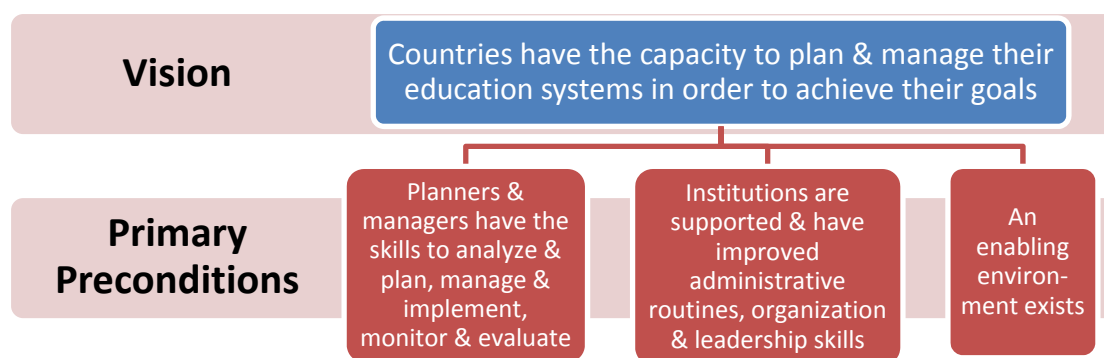 Vision
Countries have the capacity to plan & manage their
education systems in order to achieve their goals
Primary
Preconditions
Planners &
managers have the
skills to analyze &
plan, manage &
implement,
monitor & evaluate
Institutions are
supported & have
improved
administrative
routines, organization
& leadership skills
An
enabling
environ-
ment exists